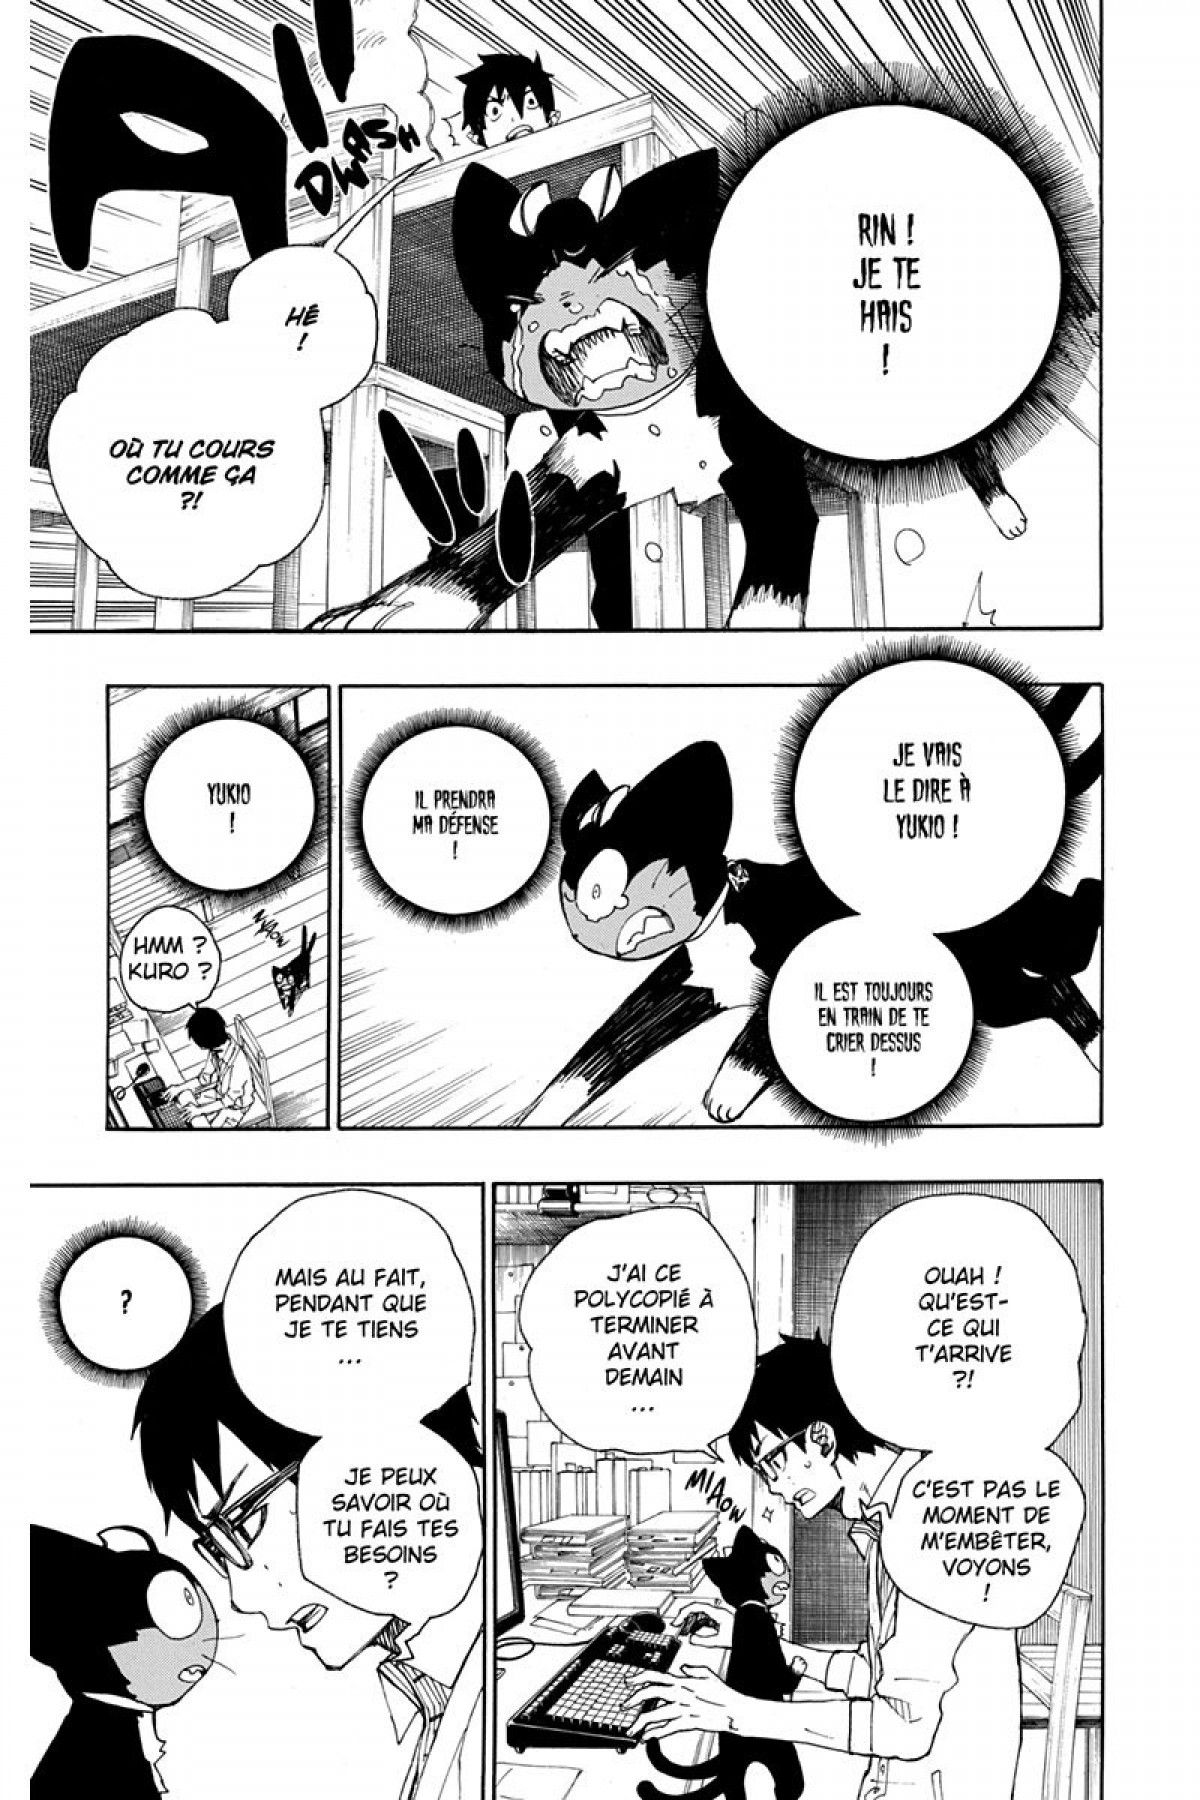 RIN !
JE TE
HAIS
!
DWASH
HÉ
!
OÙ TU COURS
COMME ÇA
?!
JE VAIS
LE DIRE À
YUKIO !
IL EST TOUJOURS
EN TRAIN DE TE
CRIER DESSUS
!
IL PRENDRA
MA DÉFENSE
!
YUKIO
!
NYAOW
HMM ?
KURO ?
OUAH !
QU'EST-
CE QUI
T'ARRIVE
?!
C'EST PAS LE
MOMENT DE
M'EMBÊTER,
VOYONS
!
J'AI CE
POLYCOPIÉ À
TERMINER
AVANT
DEMAIN
...
MIAOW
MAIS AU FAIT,
PENDANT QUE
JE TE TIENS
...
JE PEUX
SAVOIR OÙ
TU FAIS TES
BESOINS
?
?